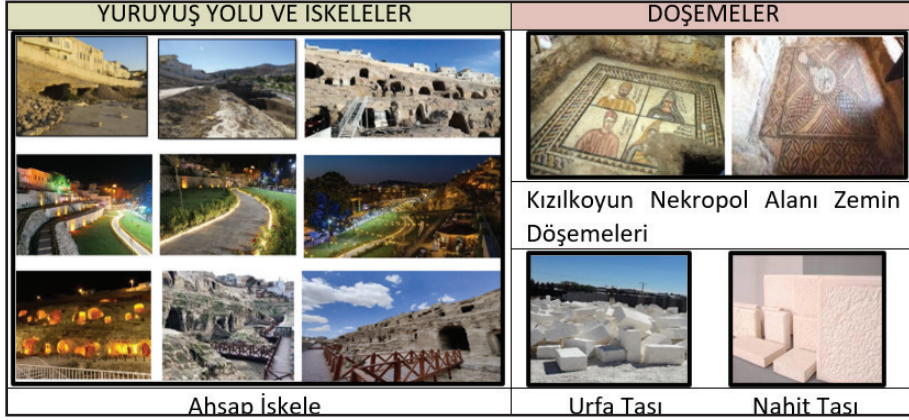 YÜRÜYÜŞ YOLU VE İSKELELER
DÖŞEMELER
Kızılkoyun Nekropol Alanı Zemin
Döşemeleri
Ahşap İskele
Urfa Taşı
Nahit Taşı